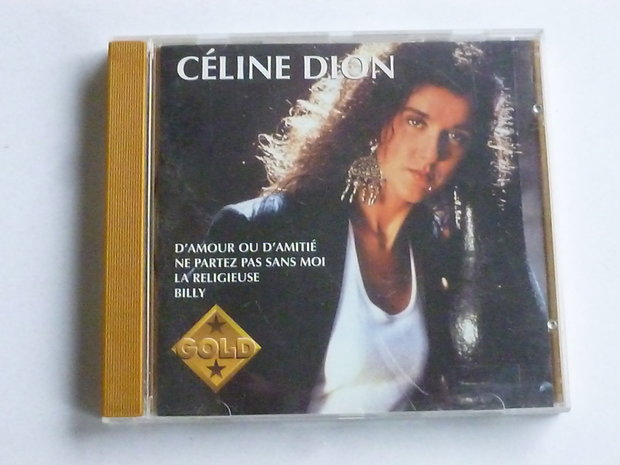 CÉLINE DION
D'AMOUR OU D'AMITIÉ
NE PARTEZ PAS SANS MOI
LA RELIGIEUSE
BILLY
GOLD